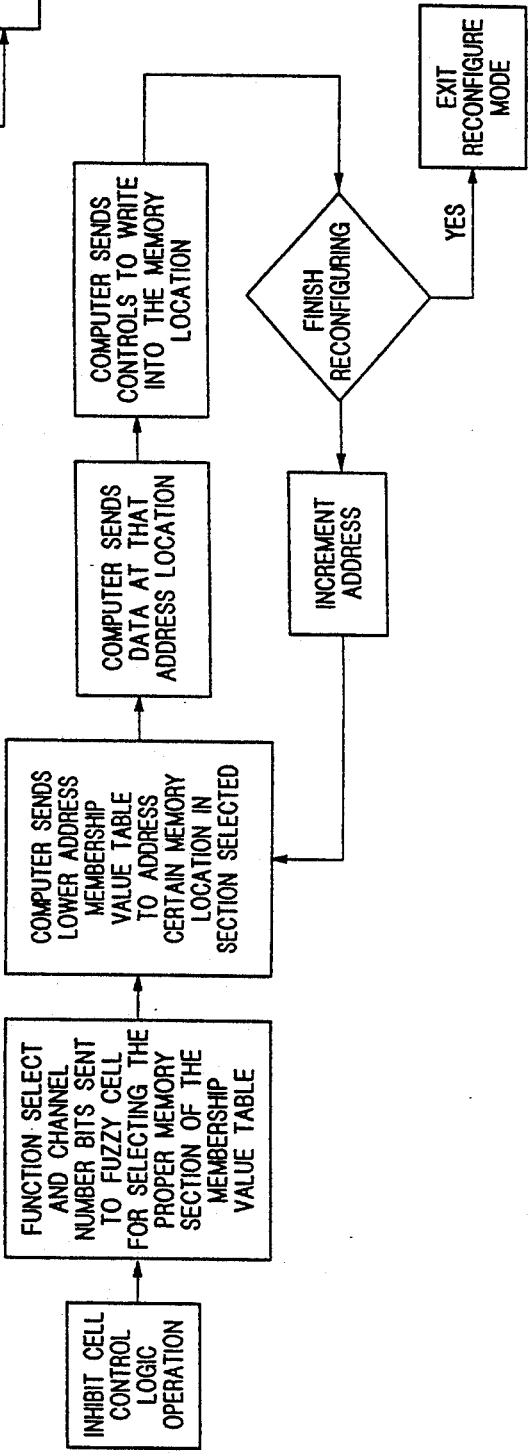 INHIBIT CELL
CONTROL
LOGIC
OPERATION
FUNCTION SELECT
AND CHANNEL
NUMBER BITS SENT
TO FUZZY CELL
FOR SELECTING THE
PROPER MEMORY
SECTION OF THE
MEMBERSHIP
VALUE TABLE
COMPUTER SENDS
LOWER ADDRESS
MEMBERSHIP
VALUE TABLE
TO ADDRESS
CERTAIN MEMORY
LOCATION IN
SECTION SELECTED
COMPUTER SENDS
DATA AT THAT
ADDRESS LOCATION
COMPUTER SENDS
CONTROLS TO WRITE
INTO THE MEMORY
LOCATION
FINISH
RECONFIGURING
INCREMENT
ADDRESS
YES
EXIT
RECONFIGURE
MODE